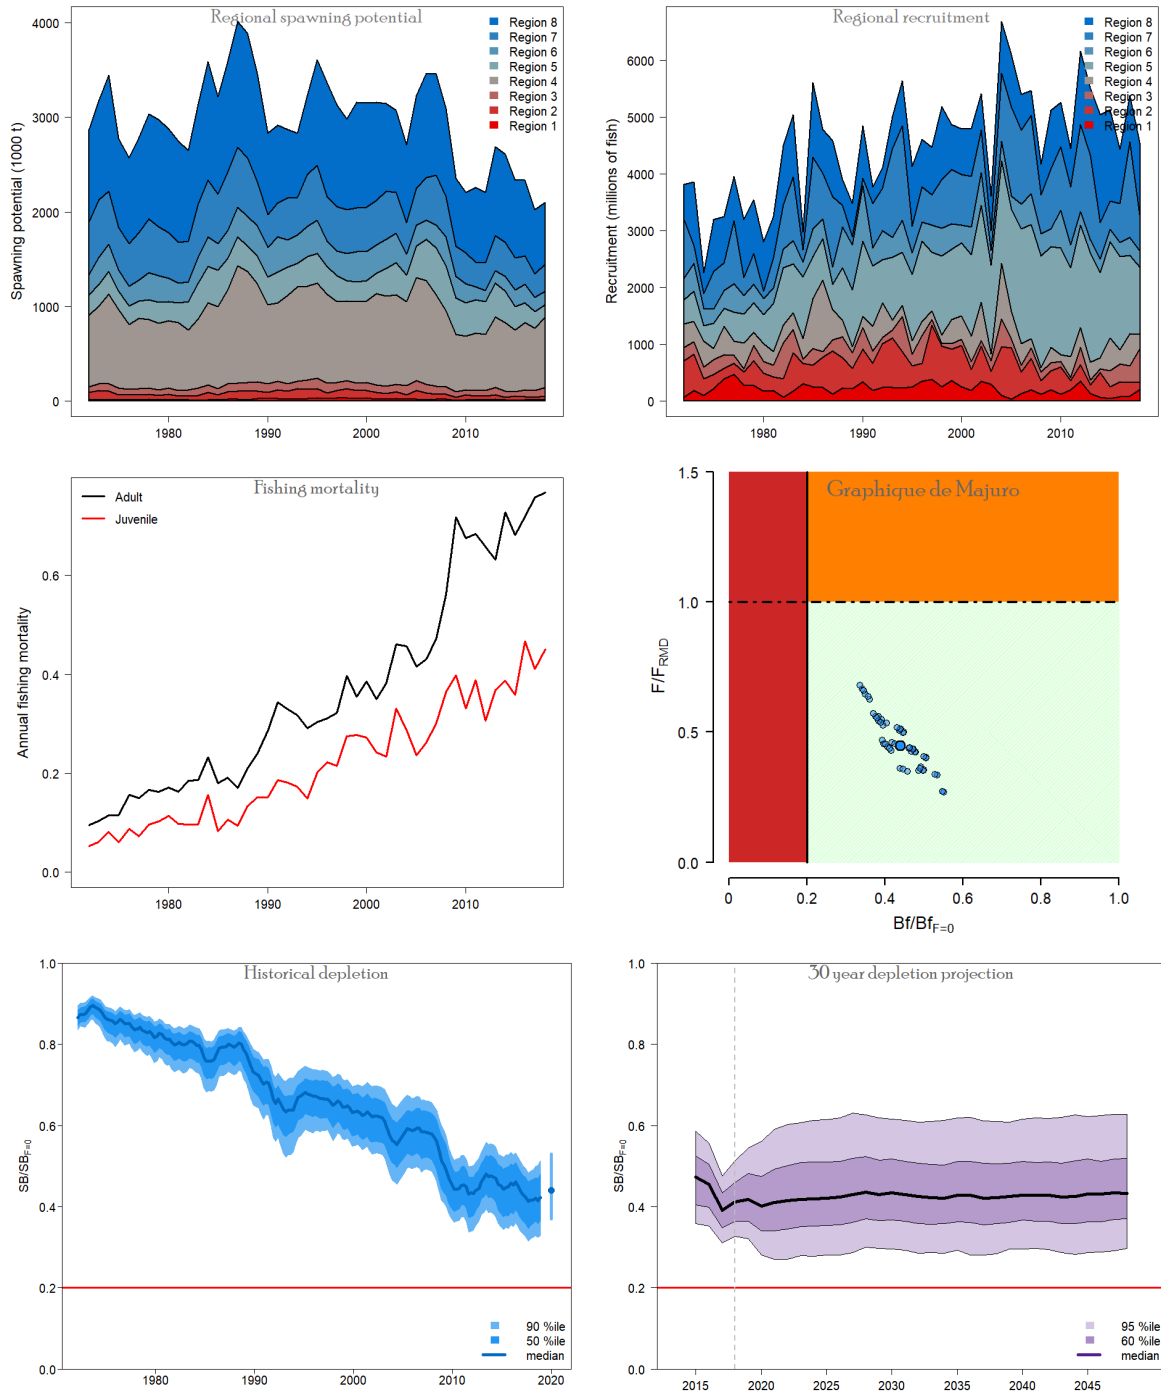 Regional spawning potential
Spawning potential (1000 t)
4000
3000
2000
1000
0
1980
1990
2000
2010
Region 8
Region 7
Region 6
Region 5
Region 4
Region 3
Region 2
Region 1
Regional recruitment
Recruitment (millions of fish)
6000
5000
4000
3000
2000
1000
0
1980
1990
2000
2010
Region 8
Region 7
Region 6
Region 5
Region 4
Region 3
Region 2
Region 1
Fishing mortality
Annual fishing mortality
Adult
Juvenile
0.6
0.4
0.2
0.0
1980
1990
2000
2010
Graphique de Majuro
F/F_RMD
1.5
1.0
0.5
0.0
0
0.2
0.4
0.6
0.8
1.0
Bf/Bf_F=0
Historical depletion
SB/SB_F=0
1.0
0.8
0.6
0.4
0.2
0.0
1980
1990
2000
2010
2020
90 %ile
50 %ile
median
30 year depletion projection
SB/SB_F=0
1.0
0.8
0.6
0.4
0.2
0.0
2015
2020
2025
2030
2035
2040
2045
95 %ile
60 %ile
median